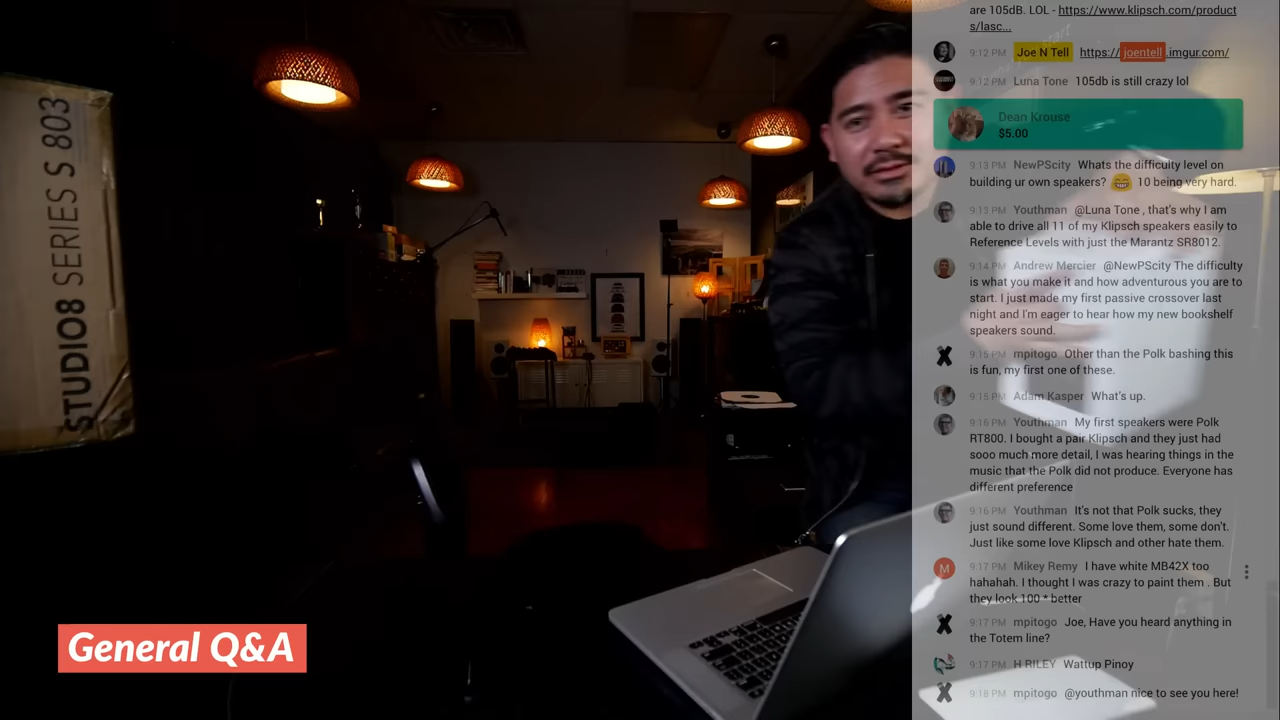 STUDIO8 SERIES S 803
General Q&A
are 105dB. LOL - https://www.klipsch.com/product
s/lasc...
9:12 PM Joe N Tell https://joentell.imgur.com/
9:12 PM Luna Tone 105db is still crazy lol
Dean Krouse
$5.00
9:13 PM NewPScity Whats the difficulty level on
building ur own speakers? 😁 10 being very hard.
9:13 PM Youthman @Luna Tone , that's why I am
able to drive all 11 of my Klipsch speakers easily to
Reference Levels with just the Marantz SR8012.
9:14 PM Andrew Mercier @NewPScity The difficulty
is what you make it and how adventurous you are to
start. I just made my first passive crossover last
night and I'm eager to hear how my new bookshelf
speakers sound.
9:15 PM mpitogo Other than the Polk bashing this
is fun, my first one of these.
9:15 PM Adam Kasper What's up.
9:16 PM Youthman My first speakers were Polk
RT800. I bought a pair Klipsch and they just had
sooo much more detail, I was hearing things in the
music that the Polk did not produce. Everyone has
different preference
9:16 PM Youthman It's not that Polk sucks, they
just sound different. Some love them, some don't.
Just like some love Klipsch and other hate them.
M 9:17 PM Mikey Remy I have white MB42X too
hahahah. I thought I was crazy to paint them . But
they look 100 * better
9:17 PM mpitogo Joe, Have you heard anything in
the Totem line?
9:17 PM H RILEY Wattup Pinoy
9:18 PM mpitogo @youthman nice to see you here!